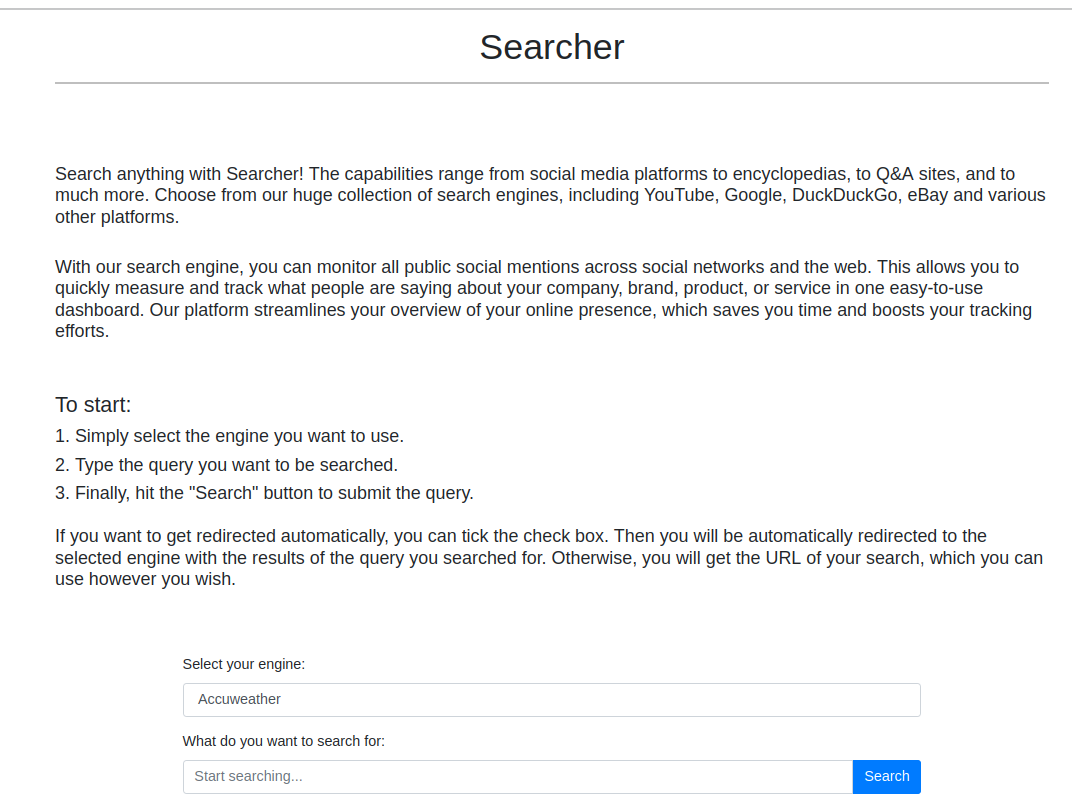 Searcher
Search anything with Searcher! The capabilities range from social media platforms to encyclopedias, to Q&A sites, and to
much more. Choose from our huge collection of search engines, including YouTube, Google, DuckDuckGo, eBay and various
other platforms.
With our search engine, you can monitor all public social mentions across social networks and the web. This allows you to
quickly measure and track what people are saying about your company, brand, product, or service in one easy-to-use
dashboard. Our platform streamlines your overview of your online presence, which saves you time and boosts your tracking
efforts.
To start:
1. Simply select the engine you want to use.
2. Type the query you want to be searched.
3. Finally, hit the "Search" button to submit the query.
If you want to get redirected automatically, you can tick the check box. Then you will be automatically redirected to the
selected engine with the results of the query you searched for. Otherwise, you will get the URL of your search, which you can
use however you wish.
Select your engine:
Accuweather
What do you want to search for:
Start searching... Search